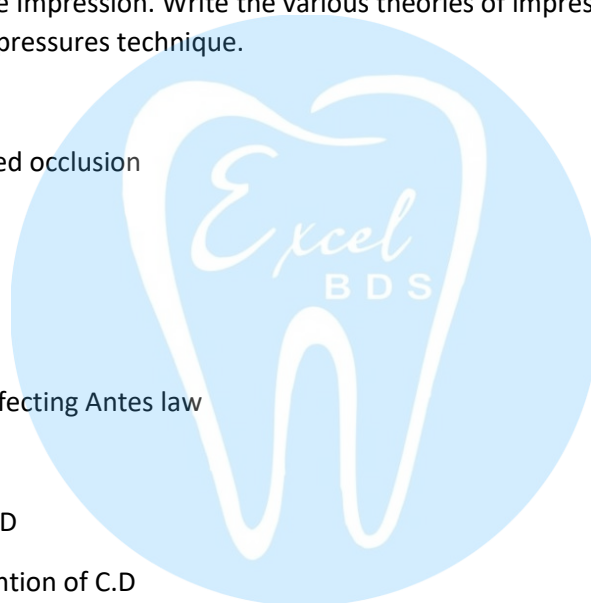 e impression. Write the various theories of impres
pressures technique.
ed occlusion
Excel
BDS
fecting Antes law
D
ntion of C.D